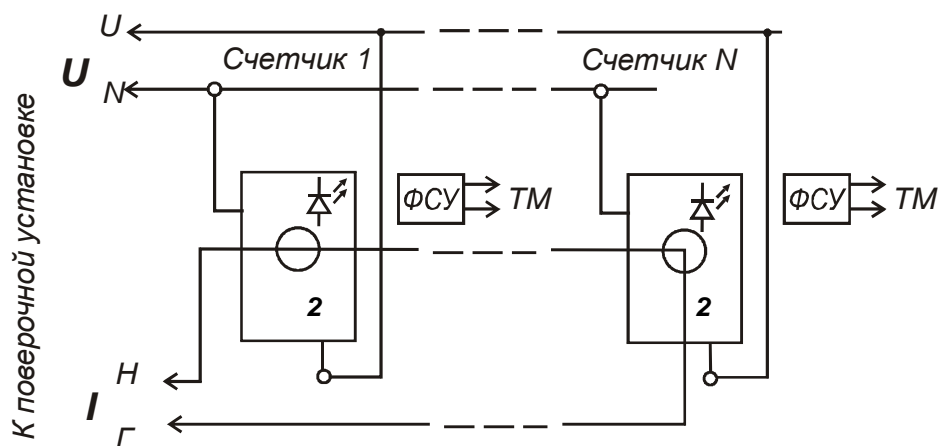 К поверочной установке
U
U
N
Счетчик 1
Счетчик N
ФСУ
ТМ
ФСУ
ТМ
2
2
I
Н
Г